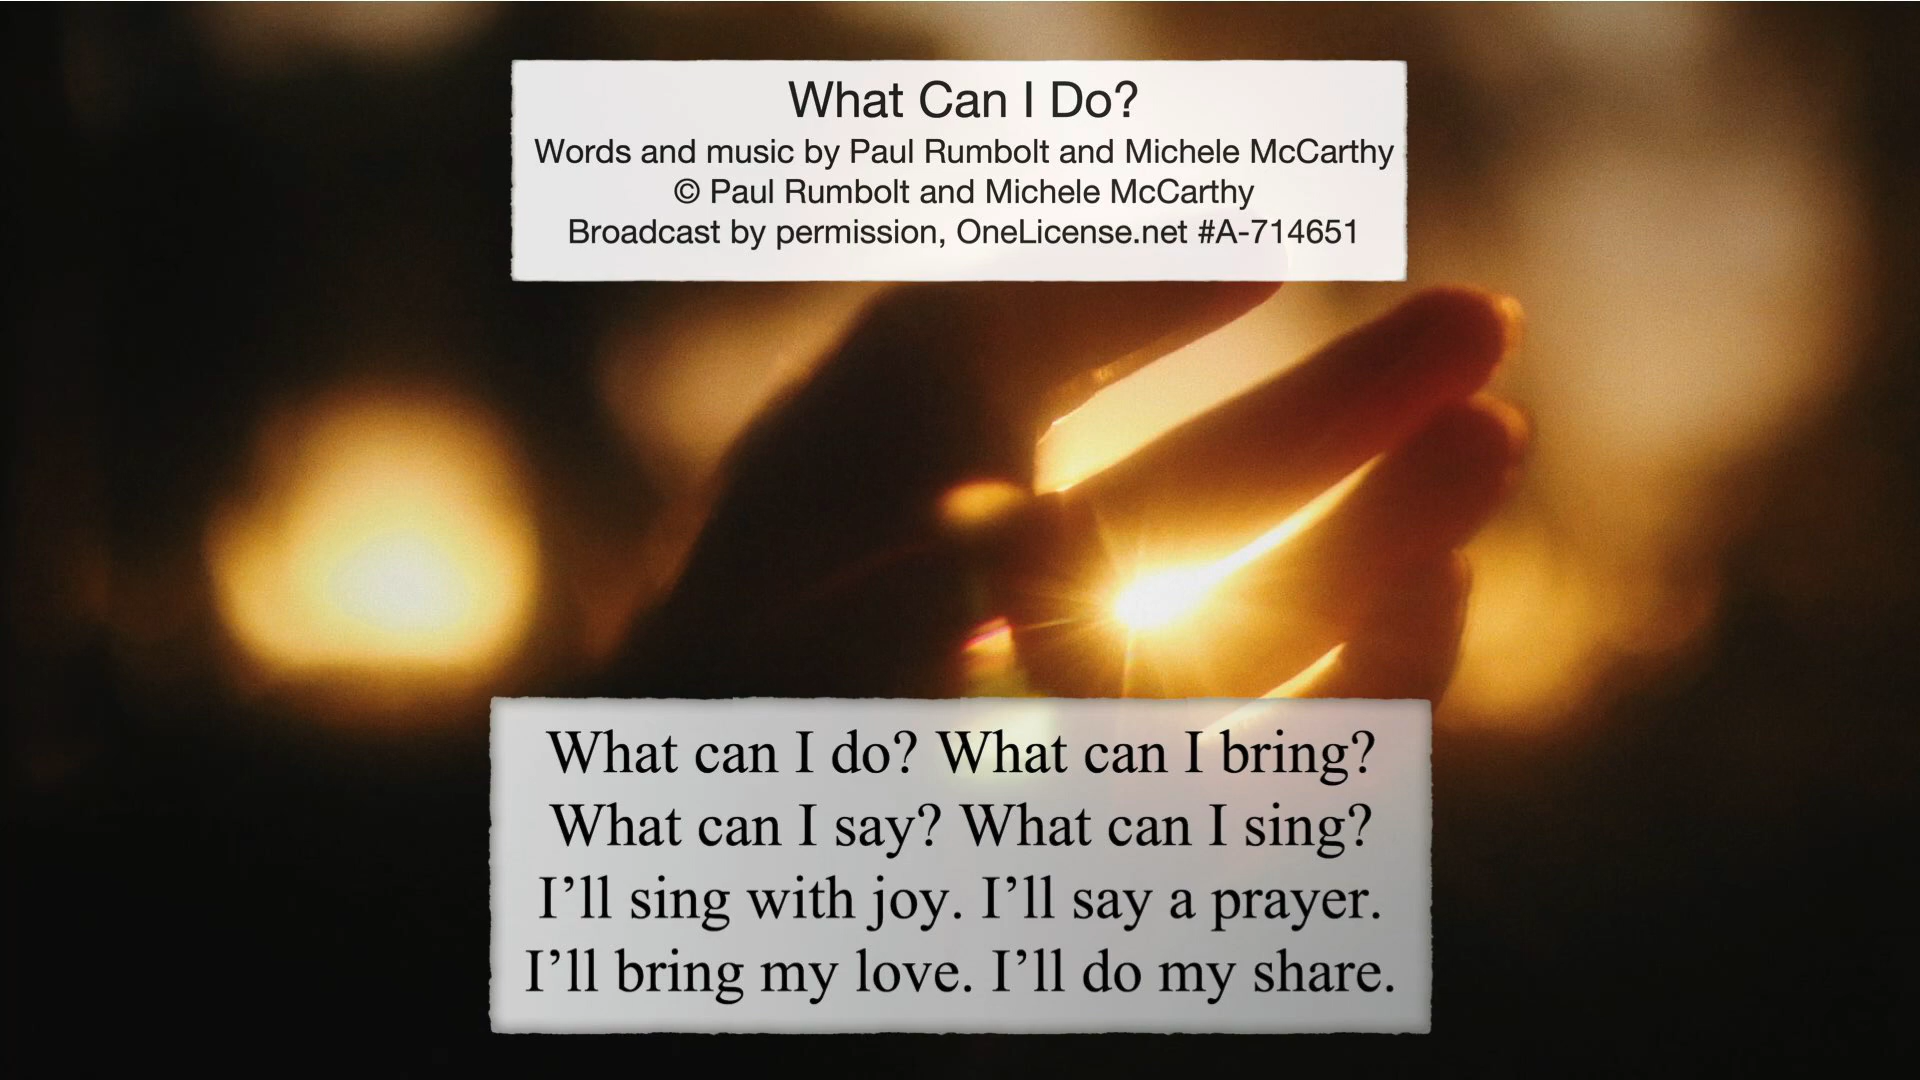 What Can I Do?
Words and music by Paul Rumbolt and Michele McCarthy
© Paul Rumbolt and Michele McCarthy
Broadcast by permission, OneLicense.net #A-714651
What can I do? What can I bring?
What can I say? What can I sing?
I’ll sing with joy. I’ll say a prayer.
I’ll bring my love. I’ll do my share.